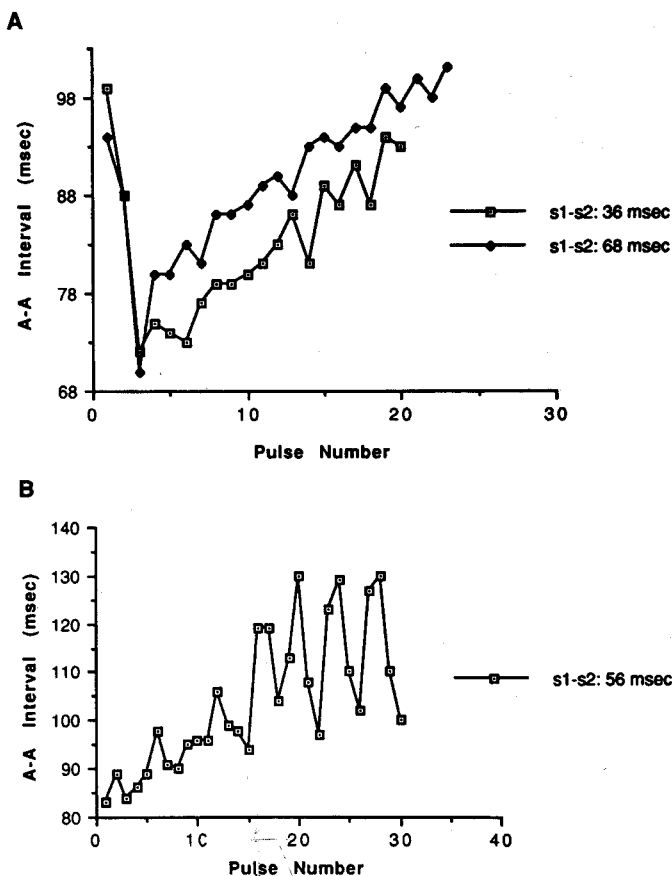 A
A-A Interval (msec)
98
88
78
68
0
10
20
30
Pulse Number
s1-s2: 36 msec
s1-s2: 68 msec
B
A-A Interval (msec)
140
130
120
110
100
90
80
0
10
20
30
40
Pulse Number
s1-s2: 56 msec